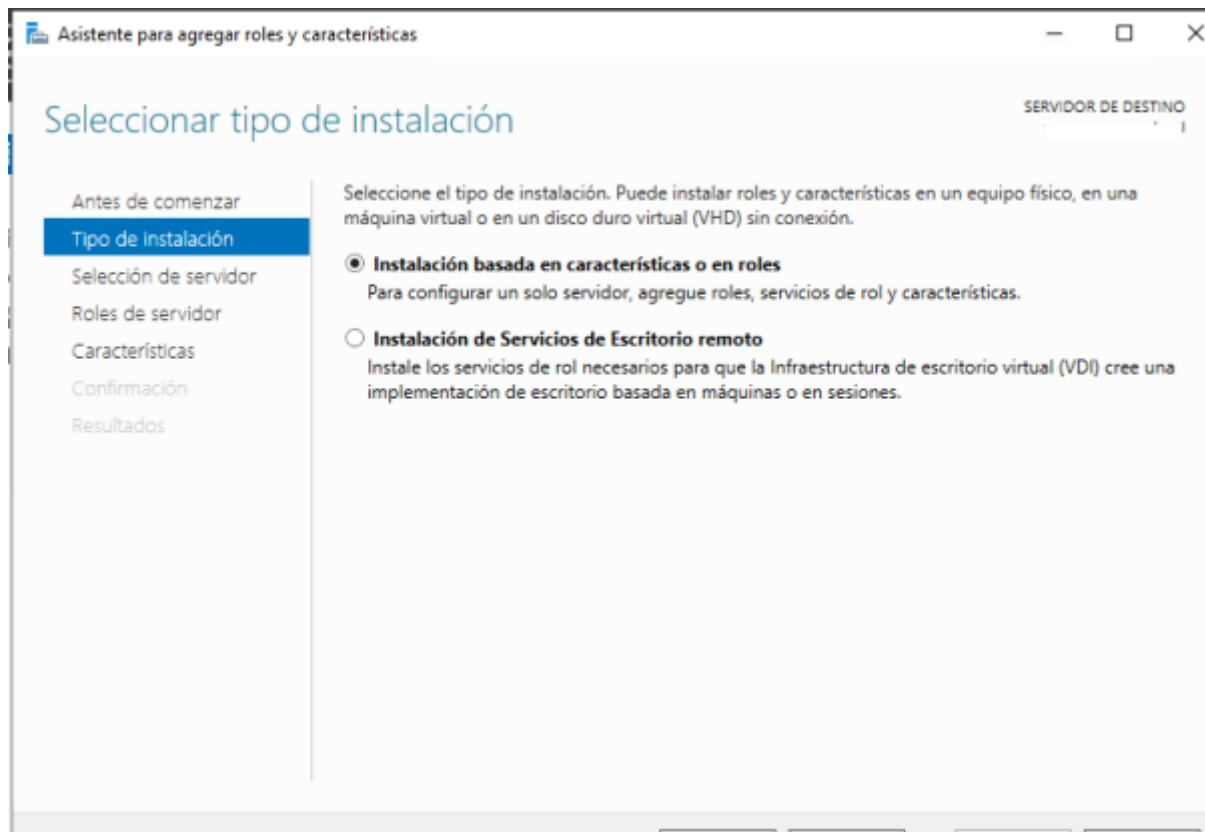 Asistente para agregar roles y características
Seleccionar tipo de instalación
SERVIDOR DE DESTINO
Antes de comenzar
Tipo de instalación
Selección de servidor
Roles de servidor
Características
Confirmación
Resultados
Seleccione el tipo de instalación. Puede instalar roles y características en un equipo físico, en una
máquina virtual o en un disco duro virtual (VHD) sin conexión.
Instalación basada en características o en roles
Para configurar un solo servidor, agregue roles, servicios de rol y características.
Instalación de Servicios de Escritorio remoto
Instale los servicios de rol necesarios para que la Infraestructura de escritorio virtual (VDI) cree una
implementación de escritorio basada en máquinas o en sesiones.